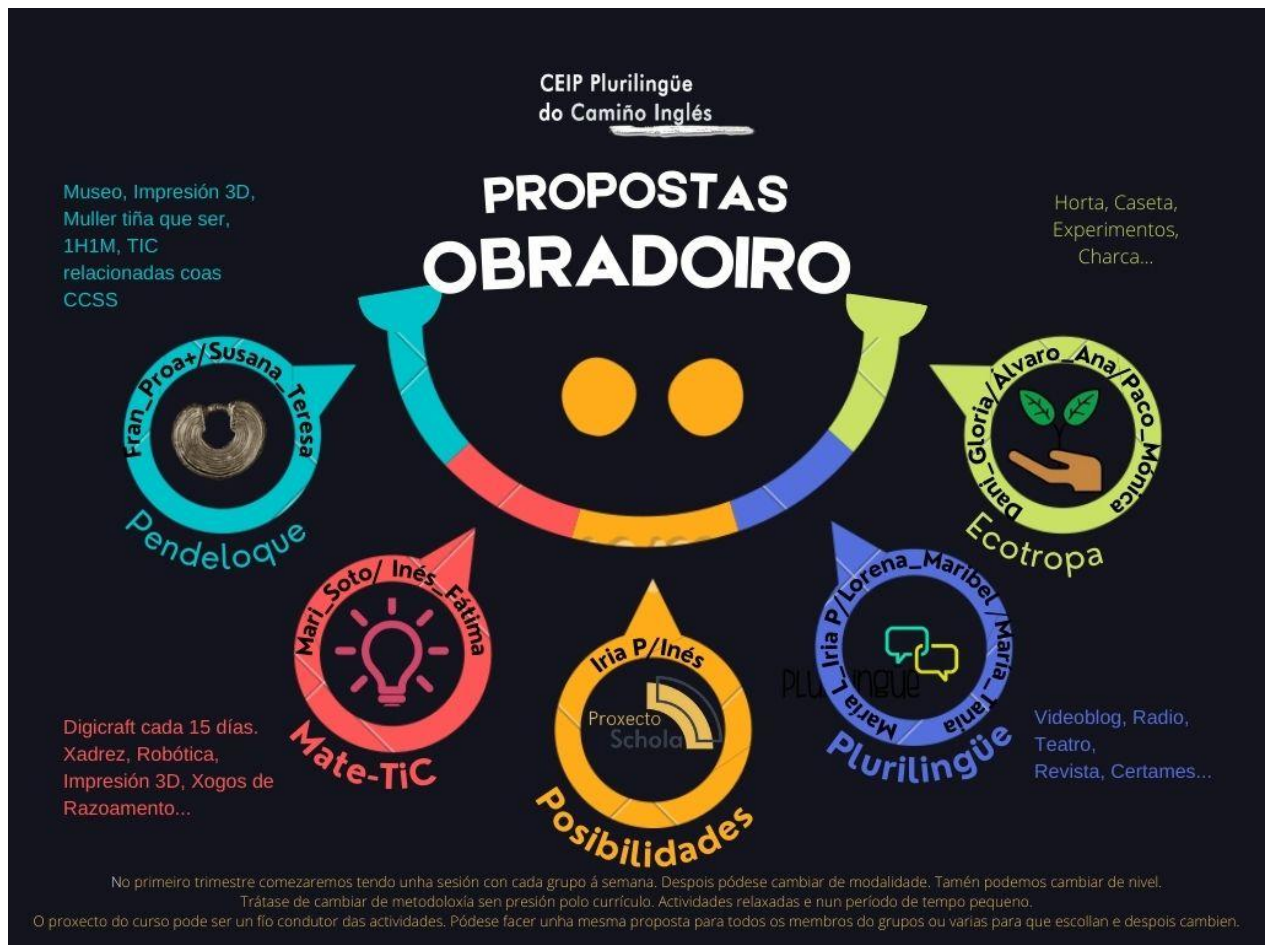 CEIP Plurilingüe
do Camiño Inglés
PROPOSTAS
OBRADOIRO
Museo, Impresión 3D,
Muller tiña que ser,
1H1M, TIC
relacionadas coas
CCSS
Horta, Caseta,
Experimentos,
Charca...
Fran_Proa+/Susana_Teresa
Pendeloque
Dani_Gloria/Álvaro_Ana/Paco_Mónica
Ecotropa
Mari_Soto/ Inés_Fátima
Mate-TiC
Iria P/Inés
Proxecto
Schola
Posibilidades
María L_Iria P/Lorena_Maribel /María_Tania
Plurilingüe
Digicraft cada 15 días.
Xadrez, Robótica,
Impresión 3D, Xogos de
Razoamento...
Videoblog, Radio,
Teatro,
Revista, Certames...
No primeiro trimestre comezaremos tendo unha sesión con cada grupo á semana. Despois pódese cambiar de modalidade. Tamén podemos cambiar de nivel.
Trátase de cambiar de metodoloxía sen presión polo currículo. Actividades relaxadas e nun período de tempo pequeno.
O proxecto do curso pode ser un fío condutor das actividades. Pódese facer unha mesma proposta para todos os membros do grupos ou varias para que escollan e despois cambien.